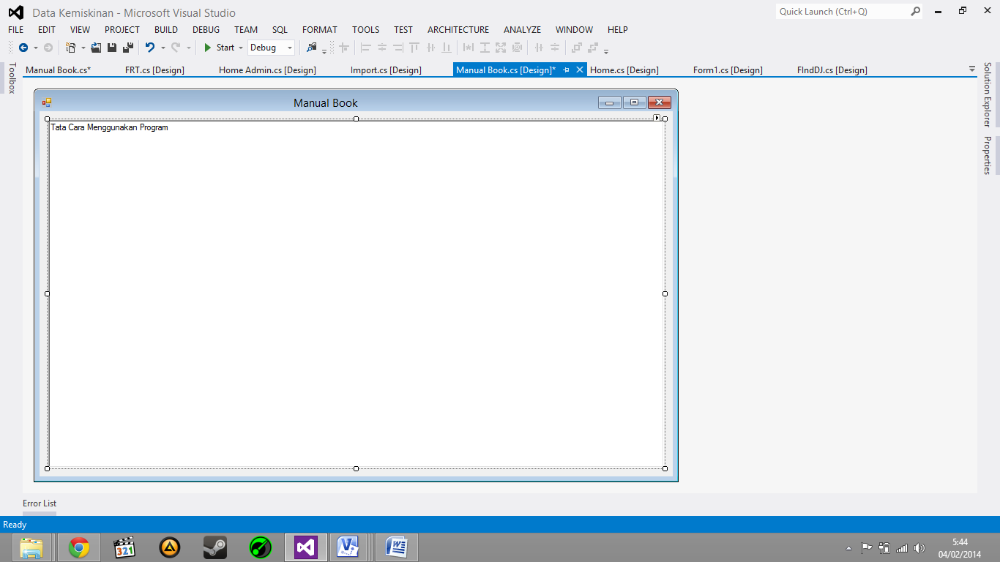 Data Kemiskinan - Microsoft Visual Studio
Quick Launch (Ctrl+Q)
FILE EDIT VIEW PROJECT BUILD DEBUG TEAM SQL FORMAT TOOLS TEST ARCHITECTURE ANALYZE WINDOW HELP
Start Debug
Toolbox
Manual Book.cs* FRT.cs [Design] Home Admin.cs [Design] Import.cs [Design] Manual Book.cs [Design]* Home.cs [Design] Form1.cs [Design] FIndDJ.cs [Design]
Solution Explorer
Properties
Manual Book
Tata Cara Menggunakan Program
Error List
Ready
321
5:44
04/02/2014